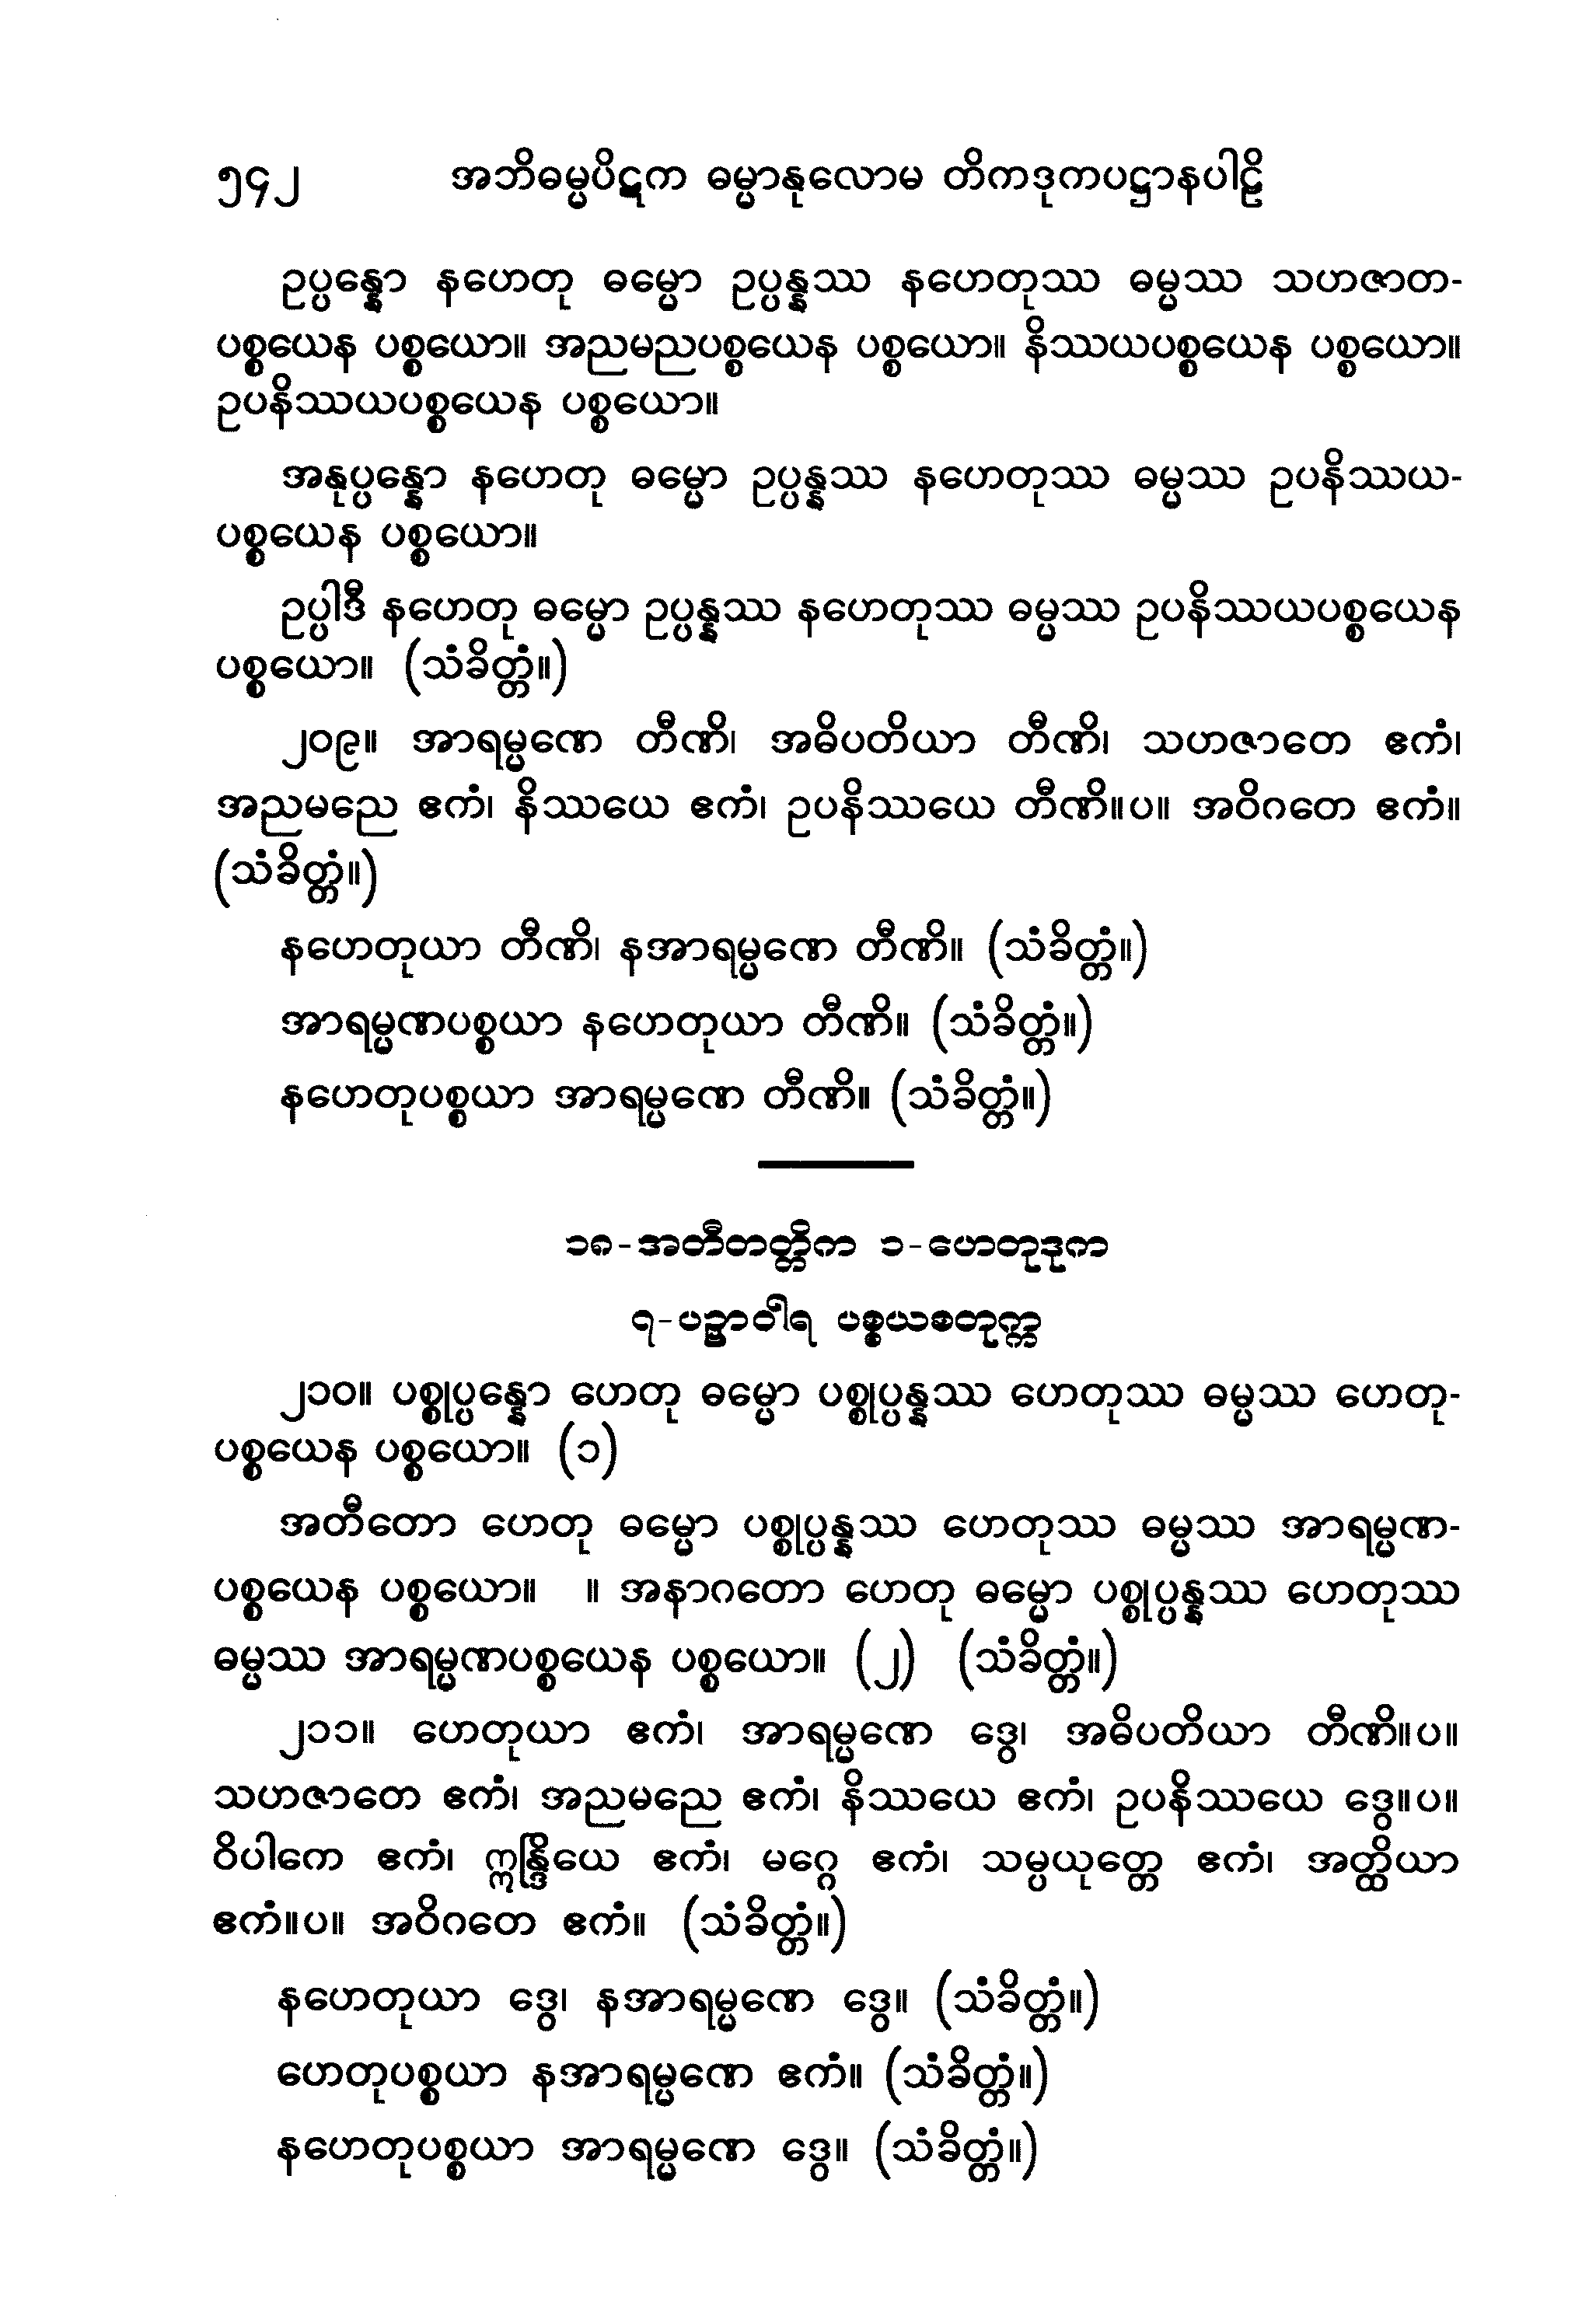 ၅၄၂ အဘိဓမ္မပိဋက ဓမ္မာနုလောမ တိကဒုကပဋ္ဌာနပါဠိ
ဥပ္ပန္နော နဟေတု ဓမ္မော ဥပ္ပန္နဿ နဟေတုဿ ဓမ္မဿ သဟဇာတ-
ပစ္စယေန ပစ္စယော။ အညမညပစ္စယေန ပစ္စယော။ နိဿယပစ္စယေန ပစ္စယော။
ဥပနိဿယပစ္စယေန ပစ္စယော။
အနုပ္ပန္နော နဟေတု ဓမ္မော ဥပ္ပန္နဿ နဟေတုဿ ဓမ္မဿ ဥပနိဿယ-
ပစ္စယေန ပစ္စယော။
ဥပ္ပါဒီ နဟေတု ဓမ္မော ဥပ္ပန္နဿ နဟေတုဿ ဓမ္မဿ ဥပနိဿယပစ္စယေန
ပစ္စယော။ (သံခိတ္တံ။)
၂၀၉။ အာရမ္မဏေ တီဏိ၊ အဓိပတိယာ တီဏိ၊ သဟဇာတေ ဧကံ၊
အညမညေ ဧကံ၊ နိဿယေ ဧကံ၊ ဥပနိဿယေ တီဏိ။ပ။ အဝိဂတေ ဧကံ။
(သံခိတ္တံ။)
နဟေတုယာ တီဏိ၊ နအာရမ္မဏေ တီဏိ။ (သံခိတ္တံ။)
အာရမ္မဏပစ္စယာ နဟေတုယာ တီဏိ။ (သံခိတ္တံ။)
နဟေတုပစ္စယာ အာရမ္မဏေ တီဏိ။ (သံခိတ္တံ။)
၁၈-အတီတတ္တိက ၁-ဟေတုဒုက
၇-ပဉှာဝါရ ပစ္စယစတုက္က
၂၁၀။ ပစ္စုပ္ပန္နော ဟေတု ဓမ္မော ပစ္စုပ္ပန္နဿ ဟေတုဿ ဓမ္မဿ ဟေတု-
ပစ္စယေန ပစ္စယော။ (၁)
အတီတော ဟေတု ဓမ္မော ပစ္စုပ္ပန္နဿ ဟေတုဿ ဓမ္မဿ အာရမ္မဏ-
ပစ္စယေန ပစ္စယော။ ။ အနာဂတော ဟေတု ဓမ္မော ပစ္စုပ္ပန္နဿ ဟေတုဿ
ဓမ္မဿ အာရမ္မဏပစ္စယေန ပစ္စယော။ (၂) (သံခိတ္တံ။)
၂၁၁။ ဟေတုယာ ဧကံ၊ အာရမ္မဏေ ဒွေ၊ အဓိပတိယာ တီဏိ။ပ။
သဟဇာတေ ဧကံ၊ အညမညေ ဧကံ၊ နိဿယေ ဧကံ၊ ဥပနိဿယေ ဒွေ။ပ။
ဝိပါကေ ဧကံ၊ ဣန္ဒြိယေ ဧကံ၊ မဂ္ဂေ ဧကံ၊ သမ္ပယုတ္တေ ဧကံ၊ အတ္ထိယာ
ဧကံ။ပ။ အဝိဂတေ ဧကံ။ (သံခိတ္တံ။)
နဟေတုယာ ဒွေ၊ နအာရမ္မဏေ ဒွေ။ (သံခိတ္တံ။)
ဟေတုပစ္စယာ နအာရမ္မဏေ ဧကံ။ (သံခိတ္တံ။)
နဟေတုပစ္စယာ အာရမ္မဏေ ဒွေ။ (သံခိတ္တံ။)